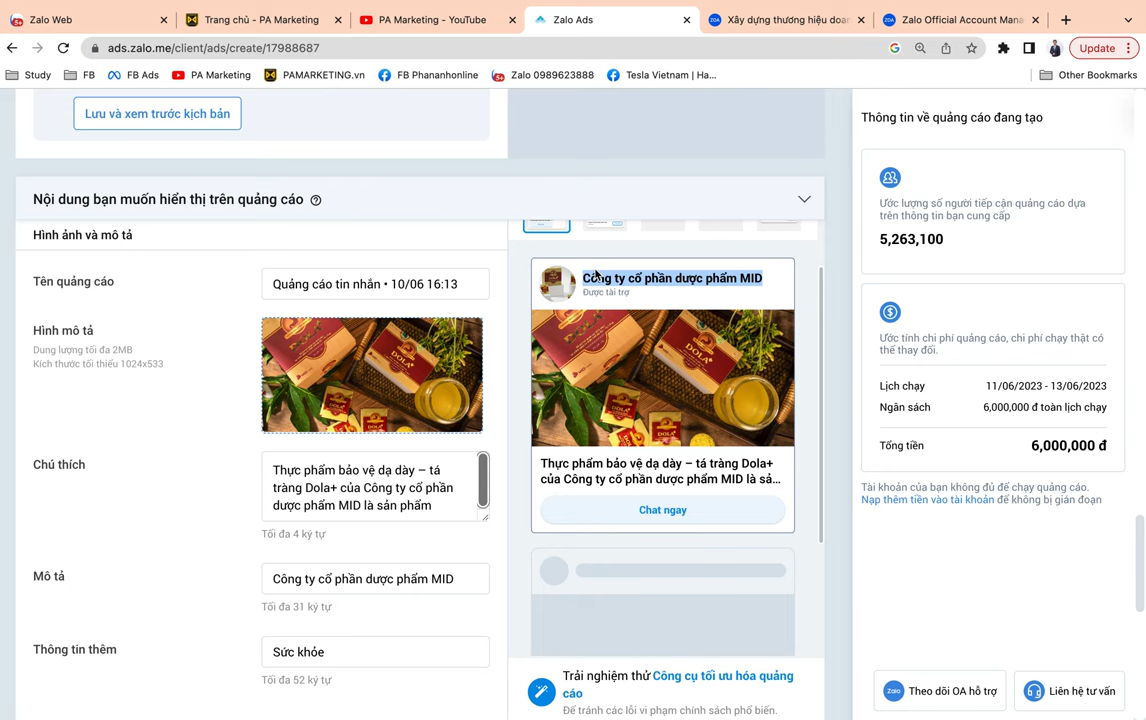 Zalo Web
Trang chủ - PA Marketing
PA Marketing - YouTube
Zalo Ads
Xây dựng thương hiệu doan
Zalo Official Account Mana
ads.zalo.me/client/ads/create/17988687
Update
Study
FB
FB Ads
PA Marketing
PAMARKETING.vn
FB Phananhonline
Zalo 0989623888
Tesla Vietnam | Ha...
Other Bookmarks
Lưu và xem trước kịch bản
Nội dung bạn muốn hiển thị trên quảng cáo
Hình ảnh và mô tả
Tên quảng cáo
Quảng cáo tin nhắn • 10/06 16:13
Hình mô tả
Dung lượng tối đa 2MB
Kích thước tối thiểu 1024x533
DOLA+
Chú thích
Thực phẩm bảo vệ dạ dày – tá
tràng Dola+ của Công ty cổ phần
dược phẩm MID là sản phẩm
Tối đa 4 ký tự
Mô tả
Công ty cổ phần dược phẩm MID
Tối đa 31 ký tự
Thông tin thêm
Sức khỏe
Tối đa 52 ký tự
Công ty cổ phần dược phẩm MID
Được tài trợ
DOLA+
Thực phẩm bảo vệ dạ dày – tá tràng Dola+
của Công ty cổ phần dược phẩm MID là sả...
Chat ngay
Trải nghiệm thử Công cụ tối ưu hóa quảng
cáo
Để tránh các lỗi vi phạm chính sách phổ biến.
Thông tin về quảng cáo đang tạo
Ước lượng số người tiếp cận quảng cáo dựa
trên thông tin bạn cung cấp
5,263,100
Ước tính chi phí quảng cáo, chi phí chạy thật có
thể thay đổi.
Lịch chạy
11/06/2023 - 13/06/2023
Ngân sách
6,000,000 đ toàn lịch chạy
Tổng tiền
6,000,000 đ
Tài khoản của bạn không đủ để chạy quảng cáo.
Nạp thêm tiền vào tài khoản để không bị gián đoạn
Zalo
Theo dõi OA hỗ trợ
Liên hệ tư vấn